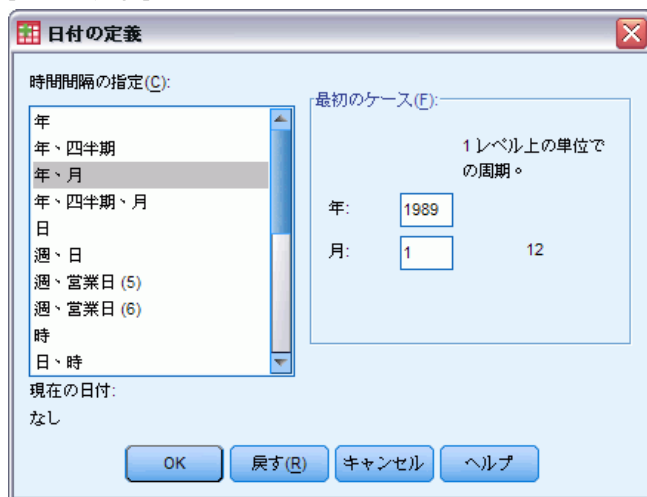 日付の定義
時間間隔の指定(C):
年
年、四半期
年、月
年、四半期、月
日
週、日
週、営業日 (5)
週、営業日 (6)
時
日、時
現在の日付:
なし
最初のケース(F):
1 レベル上の単位で
の周期。
年: 1989
月: 1 12
OK 戻す(R) キャンセル ヘルプ